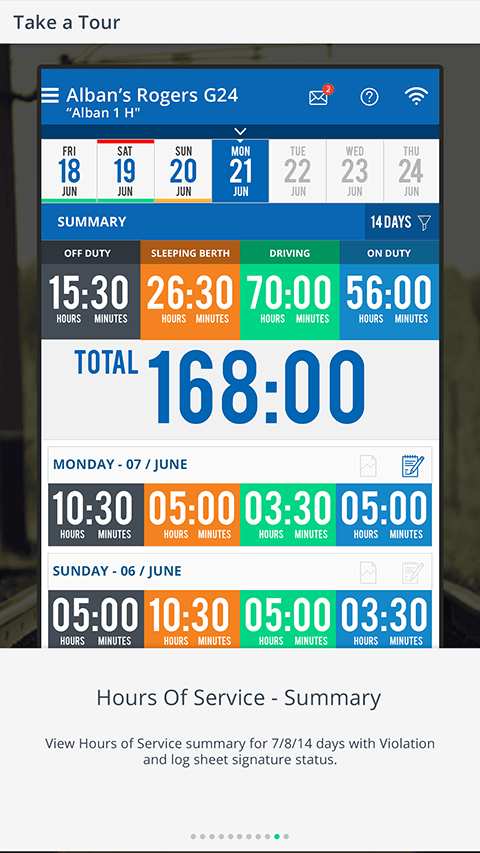 Take a Tour
Alban's Rogers G24
2
?
“Alban 1 H"
FRI SAT SUN MON TUE WED THU
18 19 20 21 22 23 24
JUN JUN JUN JUN JUN JUN JUN
SUMMARY 14 DAYS
OFF DUTY SLEEPING BERTH DRIVING ON DUTY
15:30 26:30 70:00 56:00
HOURS MINUTES HOURS MINUTES HOURS MINUTES HOURS MINUTES
TOTAL 168:00
MONDAY - 07 / JUNE
10:30 05:00 03:30 05:00
HOURS MINUTES HOURS MINUTES HOURS MINUTES HOURS MINUTES
SUNDAY - 06 / JUNE
05:00 10:30 05:00 03:30
HOURS MINUTES HOURS MINUTES HOURS MINUTES HOURS MINUTES
Hours Of Service - Summary
View Hours of Service summary for 7/8/14 days with Violation
and log sheet signature status.